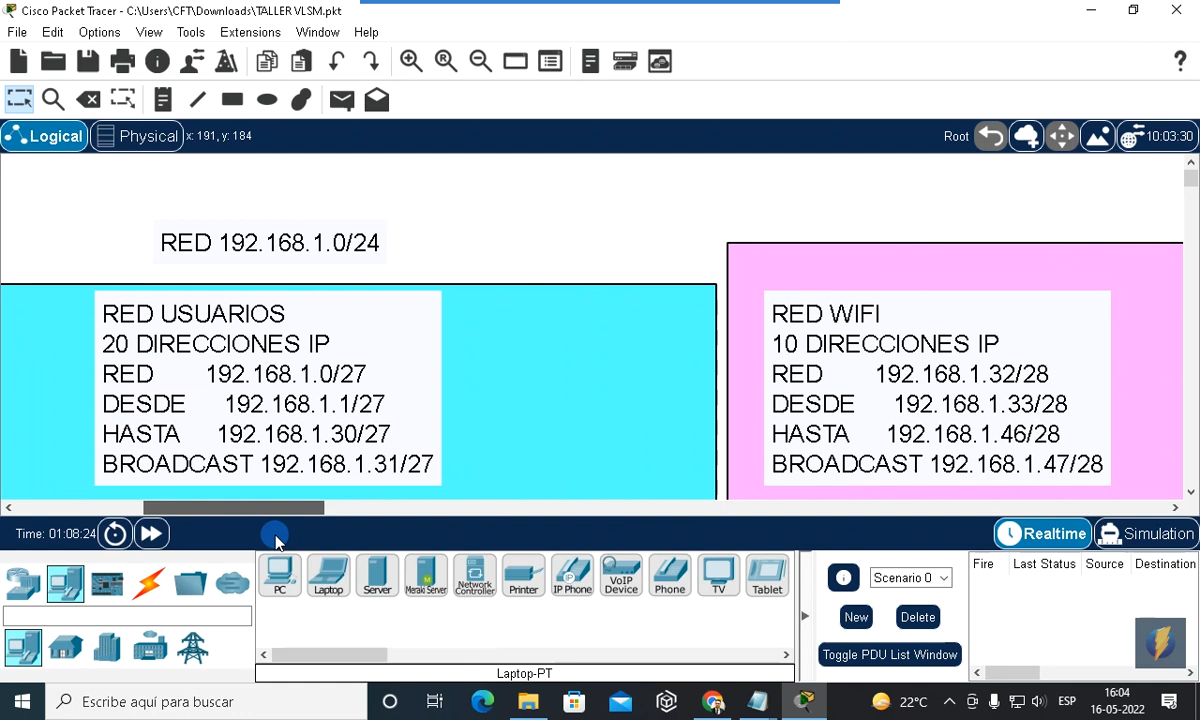 Cisco Packet Tracer - C:\Users\CFT\Downloads\TALLER VLSM.pkt
File Edit Options View Tools Extensions Window Help
?
Logical Physical x: 191, y: 184 Root 10:03:30
RED 192.168.1.0/24
RED USUARIOS
20 DIRECCIONES IP
RED 192.168.1.0/27
DESDE 192.168.1.1/27
HASTA 192.168.1.30/27
BROADCAST 192.168.1.31/27
RED WIFI
10 DIRECCIONES IP
RED 192.168.1.32/28
DESDE 192.168.1.33/28
HASTA 192.168.1.46/28
BROADCAST 192.168.1.47/28
Time: 01:08:24 Realtime Simulation
PC Laptop Server Meraki Server Network Controller Printer IP Phone VoIP Device Phone TV Tablet
Laptop-PT
Scenario 0
New Delete
Toggle PDU List Window
Fire Last Status Source Destination
Escribe aquí para buscar
22°C ESP 16:04
16-05-2022